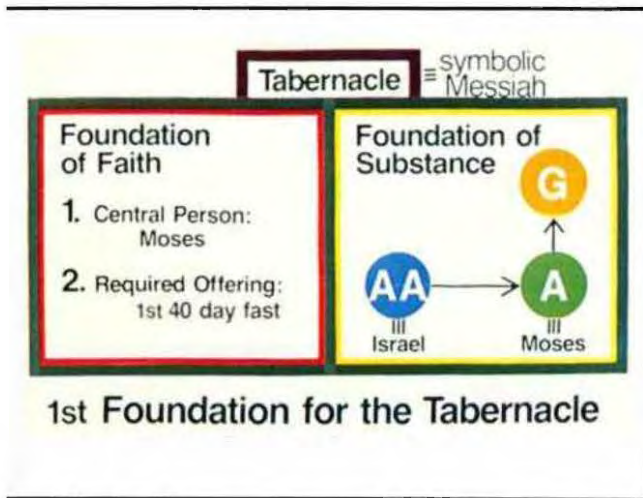 Tabernacle ≡ symbolic
Messiah
Foundation
of Faith
1. Central Person:
Moses
2. Required Offering:
1st 40 day fast
Foundation of
Substance
G
AA
A
Israel
Moses
1st Foundation for the Tabernacle